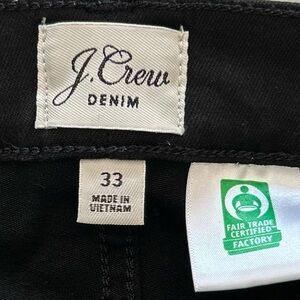 J.Crew
DENIM
33
MADE IN
VIETNAM
FAIR TRADE
CERTIFIED
FACTORY